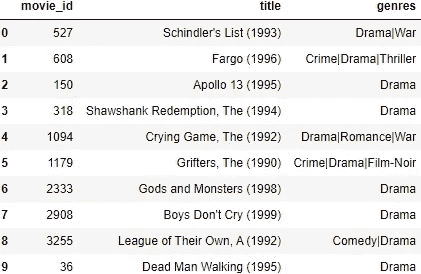 movie_id title genres
0 527 Schindler's List (1993) Drama|War
1 608 Fargo (1996) Crime|Drama|Thriller
2 150 Apollo 13 (1995) Drama
3 318 Shawshank Redemption, The (1994) Drama
4 1094 Crying Game, The (1992) Drama|Romance|War
5 1179 Grifters, The (1990) Crime|Drama|Film-Noir
6 2333 Gods and Monsters (1998) Drama
7 2908 Boys Don't Cry (1999) Drama
8 3255 League of Their Own, A (1992) Comedy|Drama
9 36 Dead Man Walking (1995) Drama